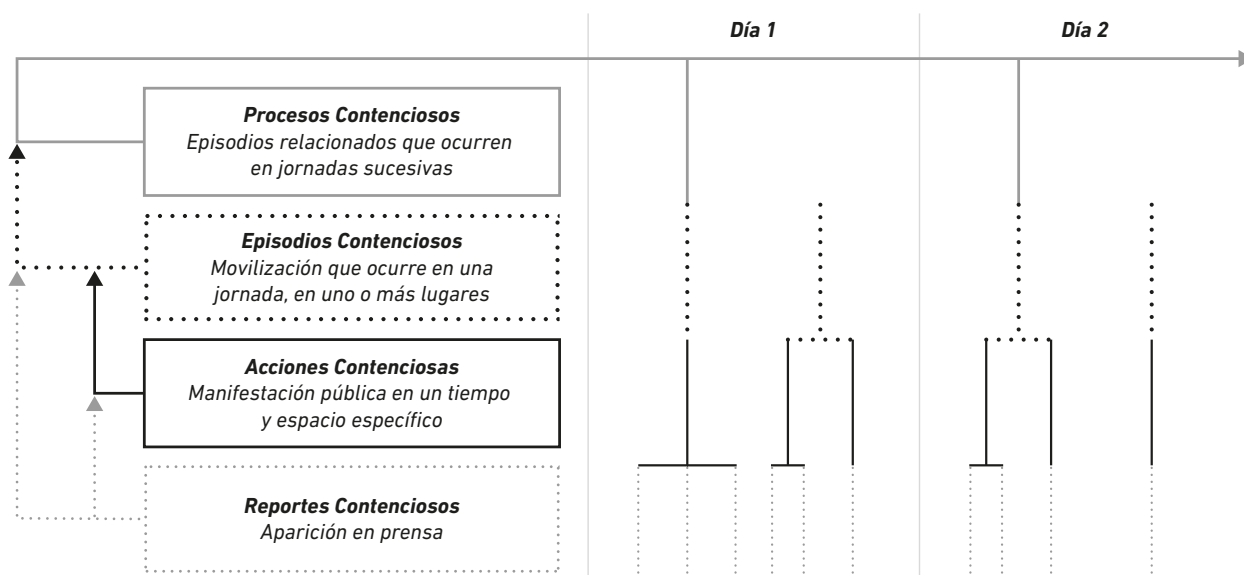 Día 1
Día 2
Procesos Contenciosos
Episodios relacionados que ocurren
en jornadas sucesivas
Episodios Contenciosos
Movilización que ocurre en una
jornada, en uno o más lugares
Acciones Contenciosas
Manifestación pública en un tiempo
y espacio específico
Reportes Contenciosos
Aparición en prensa